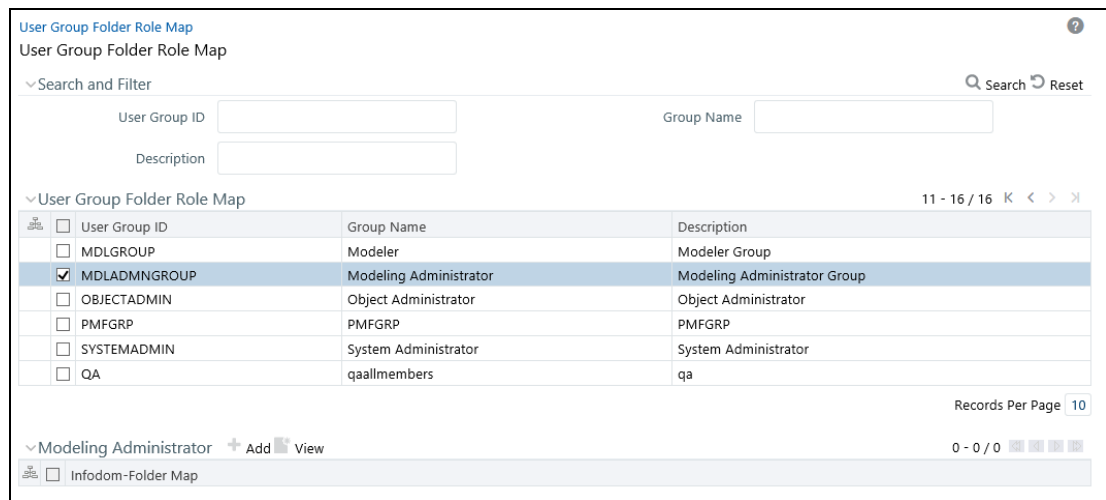 User Group Folder Role Map
User Group Folder Role Map
Search and Filter Search Reset
User Group ID Group Name
Description
User Group Folder Role Map 11 - 16 / 16
User Group ID Group Name Description
MDLGROUP Modeler Modeler Group
MDLADMNGROUP Modeling Administrator Modeling Administrator Group
OBJECTADMIN Object Administrator Object Administrator
PMFGRP PMFGRP PMFGRP
SYSTEMADMIN System Administrator System Administrator
QA qaallmembers qa
Records Per Page 10
Modeling Administrator Add View 0 - 0 / 0
Infodom-Folder Map